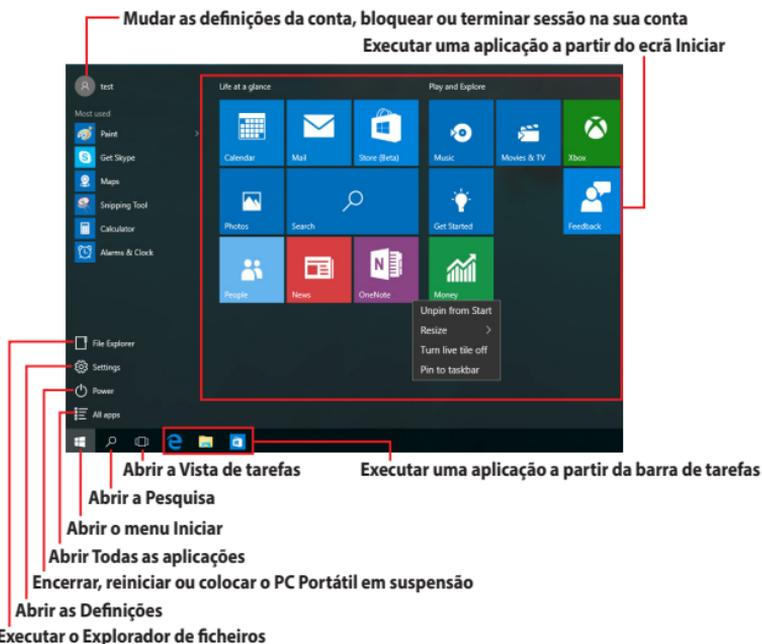 Mudar as definições da conta, bloquear ou terminar sessão na sua conta
Executar uma aplicação a partir do ecrã Iniciar
test
Most used
Paint
Get Skype
Maps
Snipping Tool
Calculator
Alarms & Clock
File Explorer
Settings
Power
All apps
Life at a glance
Calendar
Mail
Store (Beta)
Photos
Search
People
News
OneNote
Play and Explore
Music
Movies & TV
Xbox
Get Started
Feedback
Money
Unpin from Start
Resize
Turn live tile off
Pin to taskbar
Abrir a Vista de tarefas
Executar uma aplicação a partir da barra de tarefas
Abrir a Pesquisa
Abrir o menu Iniciar
Abrir Todas as aplicações
Encerrar, reiniciar ou colocar o PC Portátil em suspensão
Abrir as Definições
Executar o Explorador de ficheiros